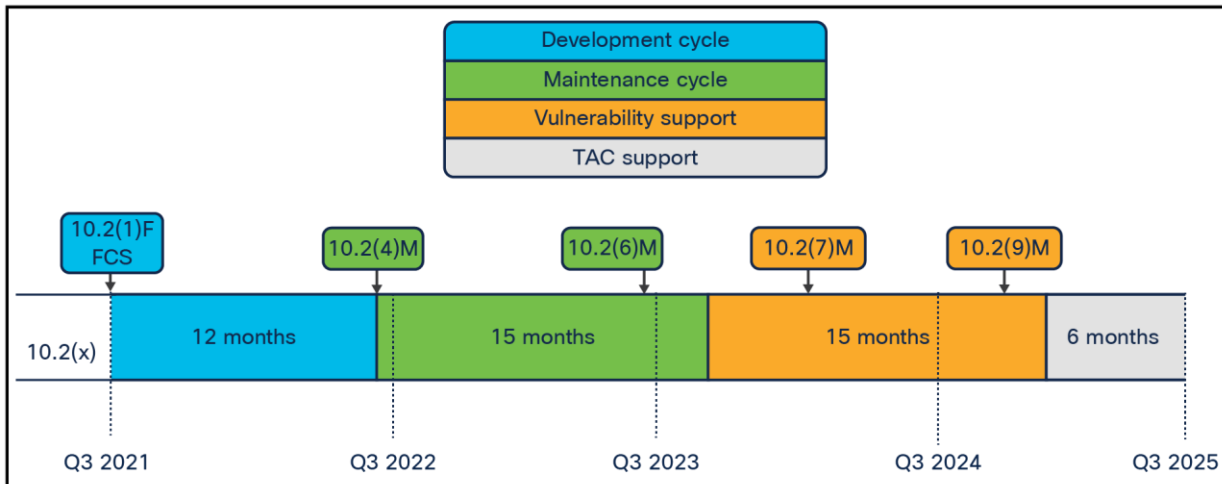 Development cycle
Maintenance cycle
Vulnerability support
TAC support
10.2(1)F
FCS
10.2(4)M
10.2(6)M
10.2(7)M
10.2(9)M
10.2(x)
12 months
15 months
15 months
6 months
Q3 2021
Q3 2022
Q3 2023
Q3 2024
Q3 2025